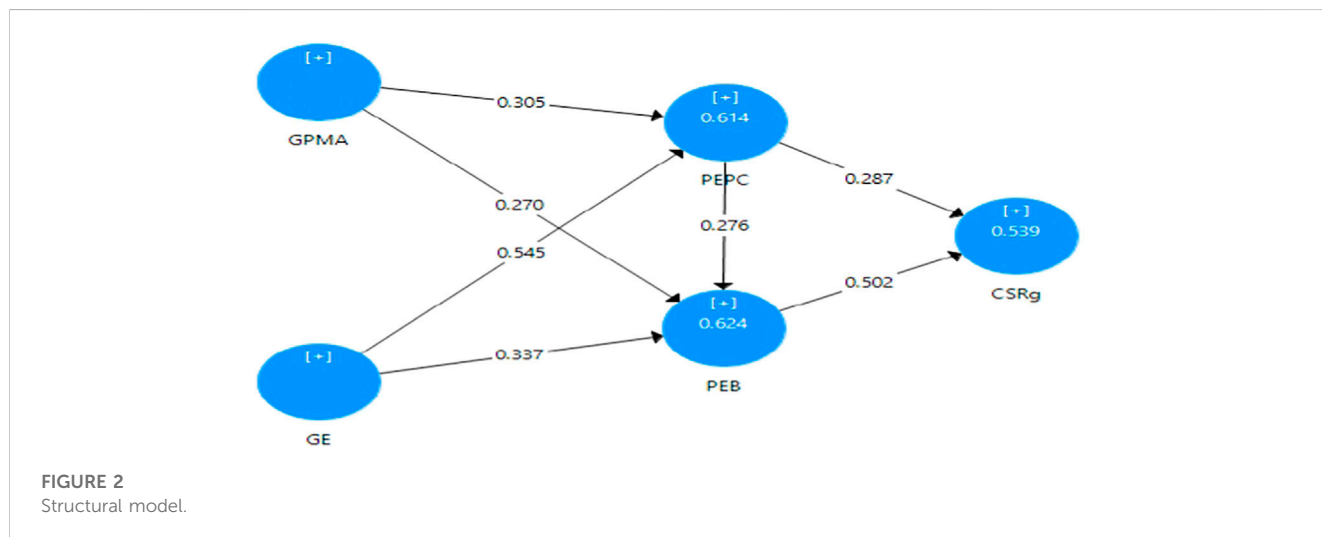 [+]
GPMA
0.305
[+]
0.614
PEPC
0.287
0.270
0.276
[+]
0.539
CSRg
0.545
0.502
[+]
0.624
PEB
0.337
[+]
GE
FIGURE 2
Structural model.